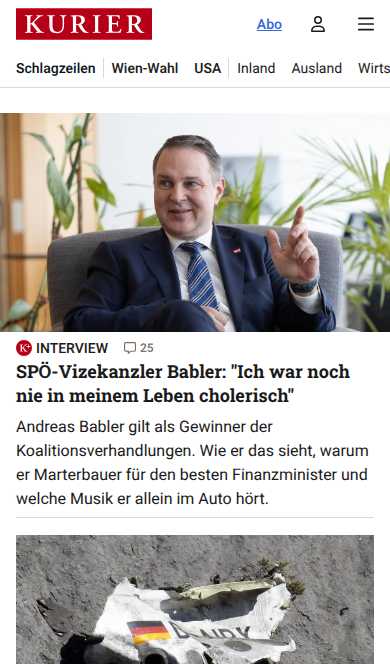 KURIER
Abo
Schlagzeilen Wien-Wahl USA Inland Ausland Wirts
K+ INTERVIEW 25
SPÖ-Vizekanzler Babler: "Ich war noch
nie in meinem Leben cholerisch"
Andreas Babler gilt als Gewinner der
Koalitionsverhandlungen. Wie er das sieht, warum
er Marterbauer für den besten Finanzminister und
welche Musik er allein im Auto hört.